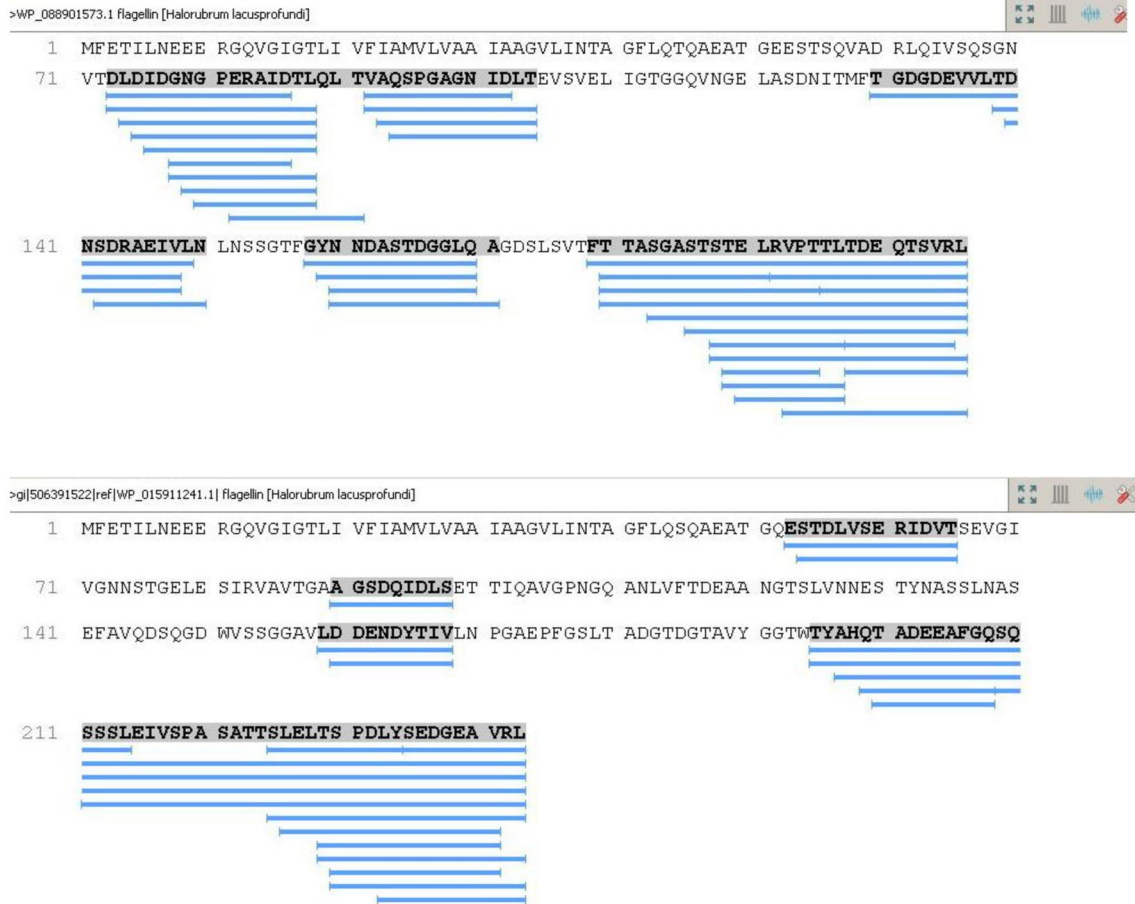 >WP_088901573.1 flagellin [Halorubrum lacusprofundi]
1 MFETILNEEE RGQVGIGTLI VFIAMVLVAA IAAGVLINTA GFLQTQAEAT GEESTSQVAD RLQIVSQSGN
71 VTDLDIDGNG PERAIDTLQL TVAQSPGAGN IDLTEVSVEL IGTGGQVNGE LASDNITMFT GDGDEVVLTD
141 NSDRAEIVLN LNSSGTFGYN NDASTDGGLQ AGDSLSVTFT TASGASTSTE LRVPTTLTDE QTSVRL
>gi|506391522|ref|WP_015911241.1| flagellin [Halorubrum lacusprofundi]
1 MFETILNEEE RGQVGIGTLI VFIAMVLVAA IAAGVLINTA GFLQSQAEAT GQESTDLVSE RIDVTSEVGI
71 VGNNSTGELE SIRVAVTGAA GSDQIDLSET TIQAVGPNGQ ANLVFTDEAA NGTSLVNNES TYNASSLNAS
141 EFAVQDSQGD WVSSGGAVLD DENDYTIVLN PGAEPFGSLT ADGTDGTAVY GGTWTYAHQT ADEEAFGQSQ
211 SSSLEIVSPA SATTSLELTS PDLYSEDGEA VRL